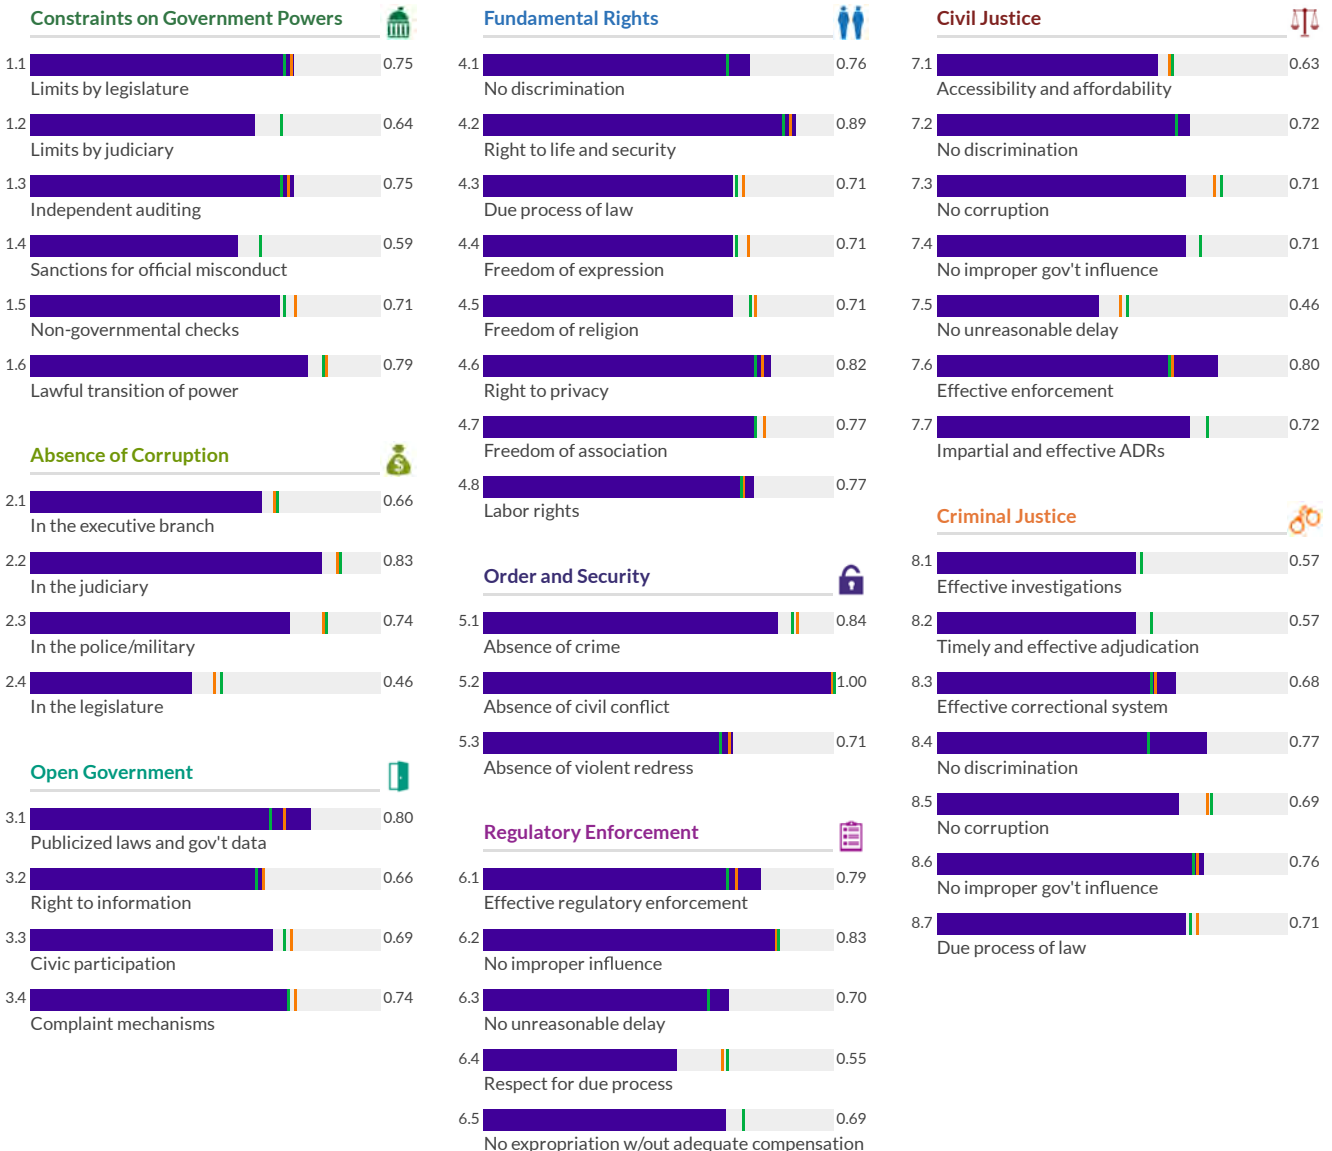 Constraints on Government Powers
1.1 0.75
Limits by legislature
1.2 0.64
Limits by judiciary
1.3 0.75
Independent auditing
1.4 0.59
Sanctions for official misconduct
1.5 0.71
Non-governmental checks
1.6 0.79
Lawful transition of power
Absence of Corruption
$
2.1 0.66
In the executive branch
2.2 0.83
In the judiciary
2.3 0.74
In the police/military
2.4 0.46
In the legislature
Open Government
3.1 0.80
Publicized laws and gov't data
3.2 0.66
Right to information
3.3 0.69
Civic participation
3.4 0.74
Complaint mechanisms
Fundamental Rights
4.1 0.76
No discrimination
4.2 0.89
Right to life and security
4.3 0.71
Due process of law
4.4 0.71
Freedom of expression
4.5 0.71
Freedom of religion
4.6 0.82
Right to privacy
4.7 0.77
Freedom of association
4.8 0.77
Labor rights
Order and Security
5.1 0.84
Absence of crime
5.2 1.00
Absence of civil conflict
5.3 0.71
Absence of violent redress
Regulatory Enforcement
6.1 0.79
Effective regulatory enforcement
6.2 0.83
No improper influence
6.3 0.70
No unreasonable delay
6.4 0.55
Respect for due process
6.5 0.69
No expropriation w/out adequate compensation
Civil Justice
7.1 0.63
Accessibility and affordability
7.2 0.72
No discrimination
7.3 0.71
No corruption
7.4 0.71
No improper gov't influence
7.5 0.46
No unreasonable delay
7.6 0.80
Effective enforcement
7.7 0.72
Impartial and effective ADRs
Criminal Justice
8.1 0.57
Effective investigations
8.2 0.57
Timely and effective adjudication
8.3 0.68
Effective correctional system
8.4 0.77
No discrimination
8.5 0.69
No corruption
8.6 0.76
No improper gov't influence
8.7 0.71
Due process of law